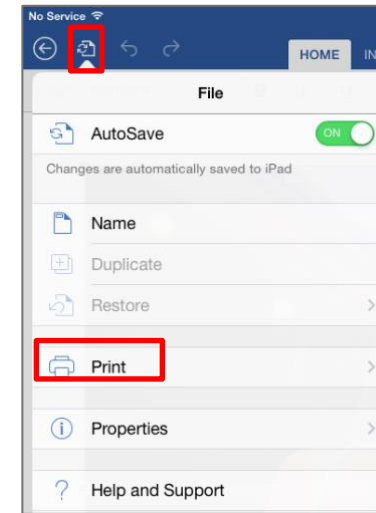 No Service
HOME IN
File
AutoSave ON
Changes are automatically saved to iPad
Name
Duplicate
Restore
Print
Properties
Help and Support